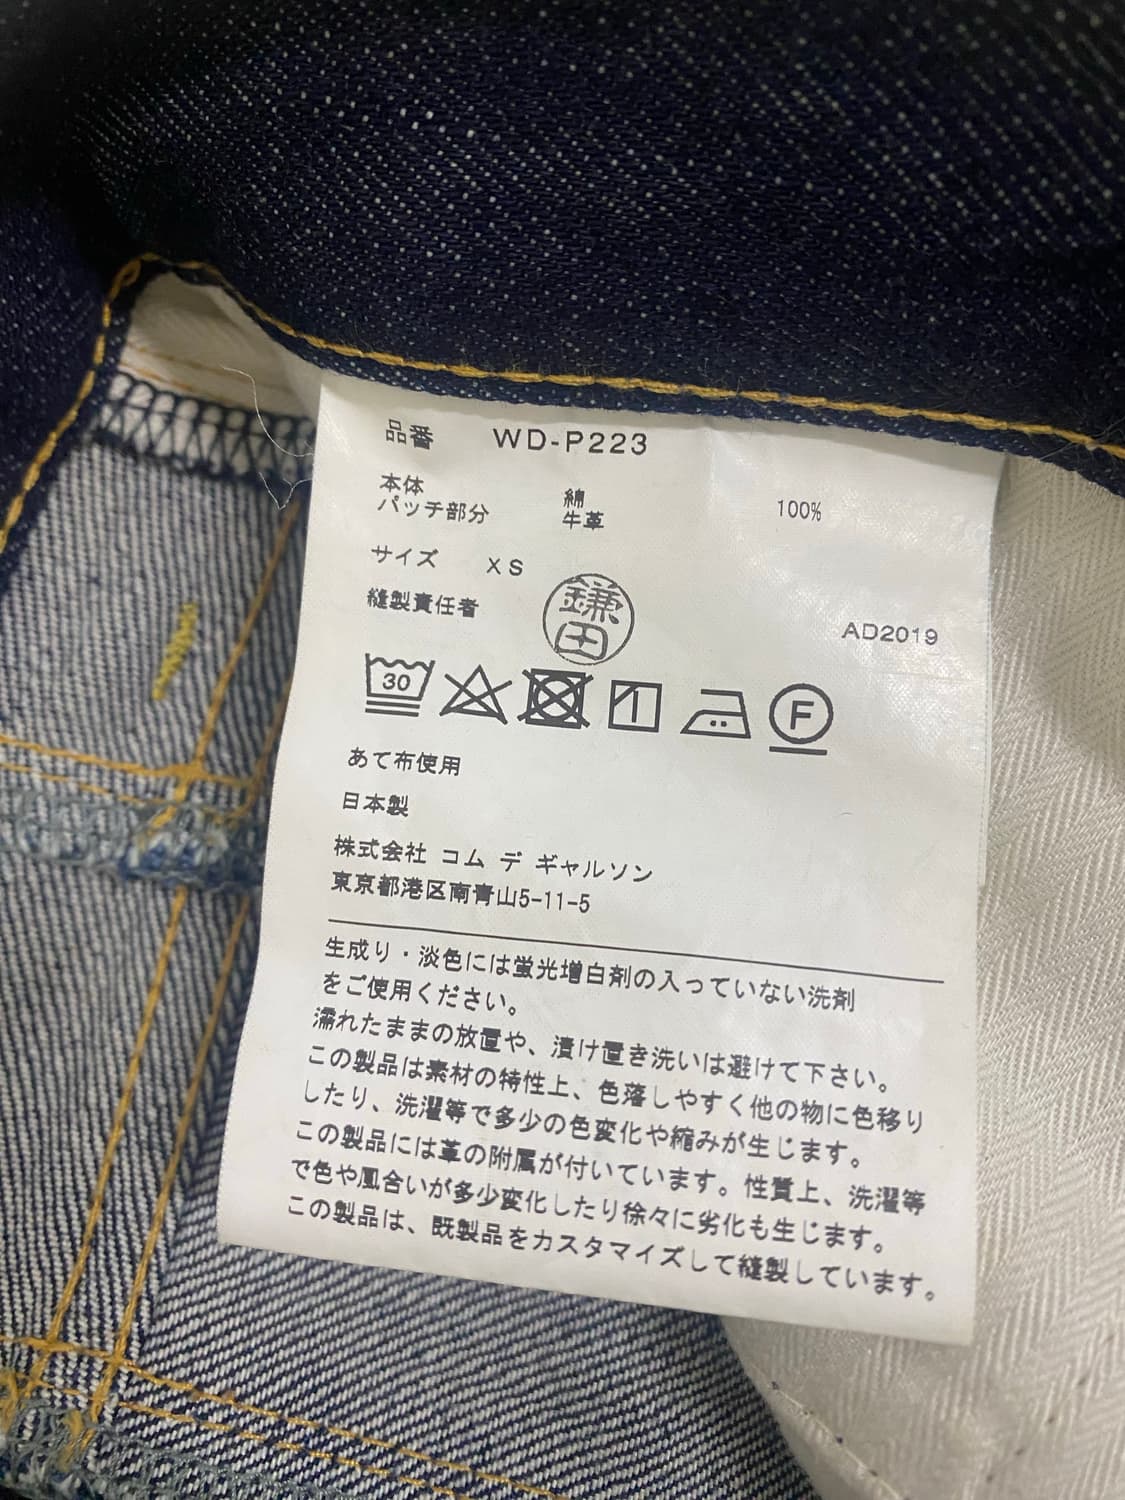 品番 WD-P223
本体 綿 100%
パッチ部分 牛革
サイズ XS
縫製責任者 鎌田
AD2019
30
F
あて布使用
日本製
株式会社 コム デ ギャルソン
東京都港区南青山5-11-5
生成り・淡色には蛍光増白剤の入っていない洗剤
をご使用ください。
濡れたままの放置や、漬け置き洗いは避けて下さい。
この製品は素材の特性上、色落しやすく他の物に色移り
したり、洗濯等で多少の色変化や縮みが生じます。
この製品には革の附属が付いています。性質上、洗濯等
で色や風合いが多少変化したり徐々に劣化も生じます。
この製品は、既製品をカスタマイズして縫製しています。